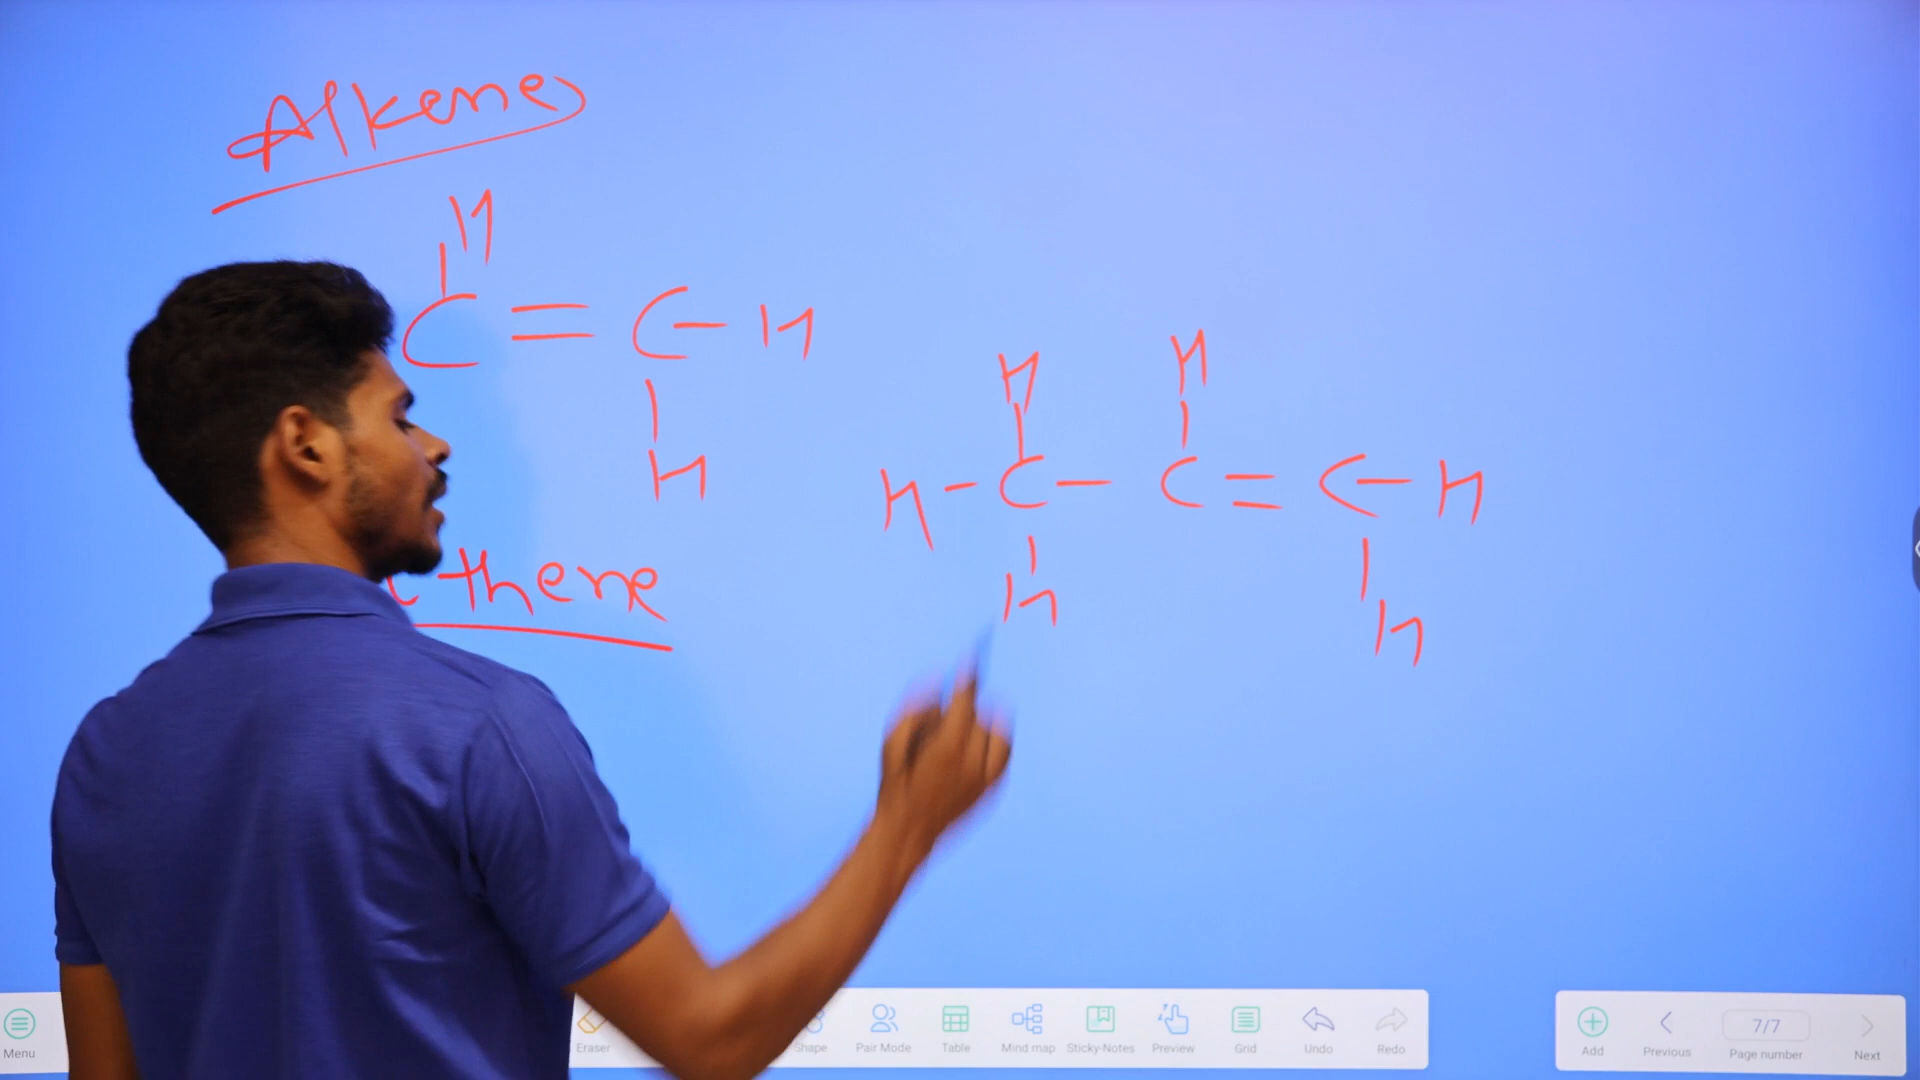 Alkenes
H
C = C - H
H
H H
H - C - C = C - H
H H
thene
Menu Eraser Shape Pair Mode Table Mind map Sticky-Notes Preview Grid Undo Redo
Add Previous 7/7 Page number Next